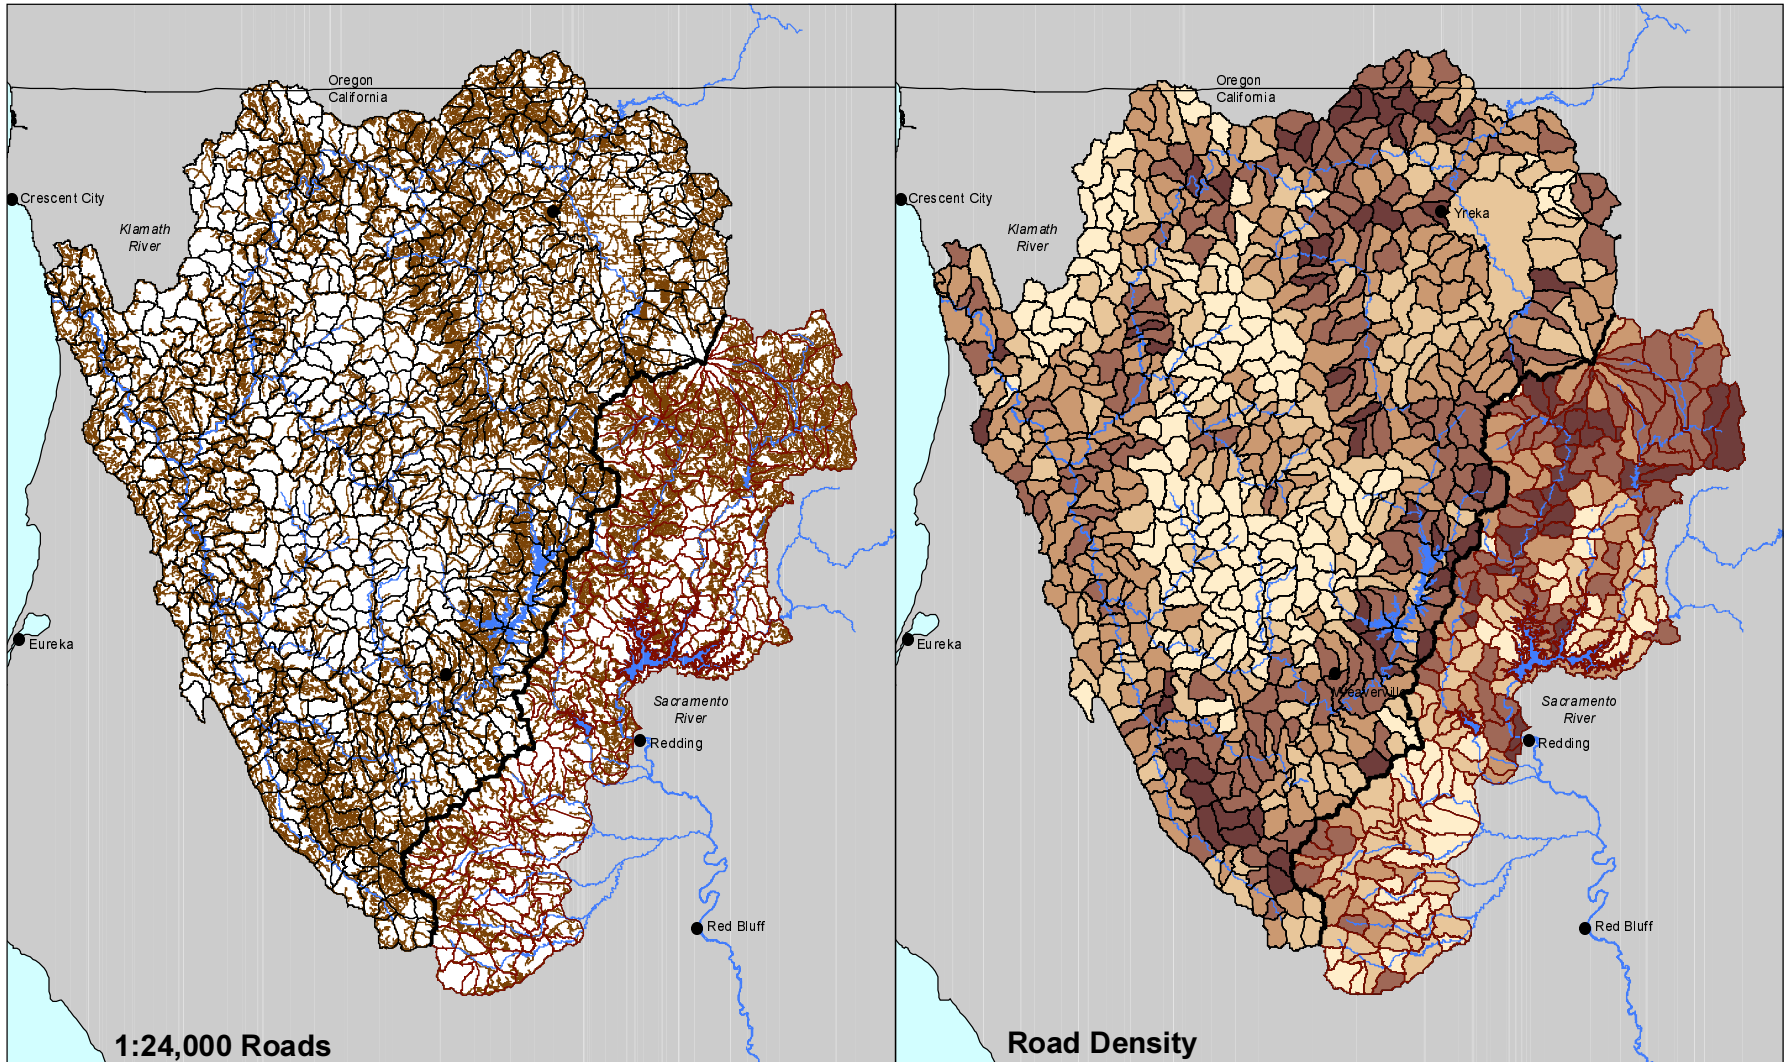 Oregon
California
Crescent City
Klamath
River
Eureka
Sacramento
River
Redding
Red Bluff
1:24,000 Roads
Oregon
California
Crescent City
Klamath
River
Yreka
Eureka
Weaverville
Sacramento
River
Redding
Red Bluff
Road Density